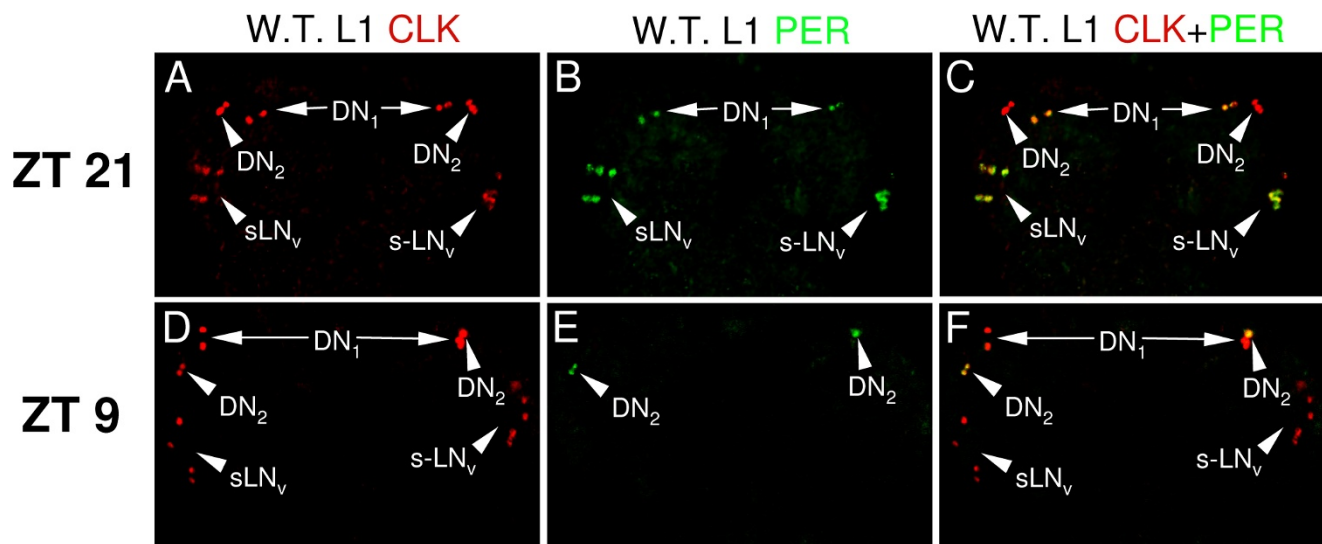 W.T. L1 CLK W.T. L1 PER W.T. L1 CLK+PER
ZT 21
A DN₁ DN₂ DN₂ sLNᵥ s-LNᵥ
B DN₁ sLNᵥ s-LNᵥ
C DN₁ DN₂ DN₂ sLNᵥ s-LNᵥ
ZT 9
D DN₁ DN₂ DN₂ s-LNᵥ sLNᵥ
E DN₂ DN₂
F DN₁ DN₂ DN₂ s-LNᵥ sLNᵥ